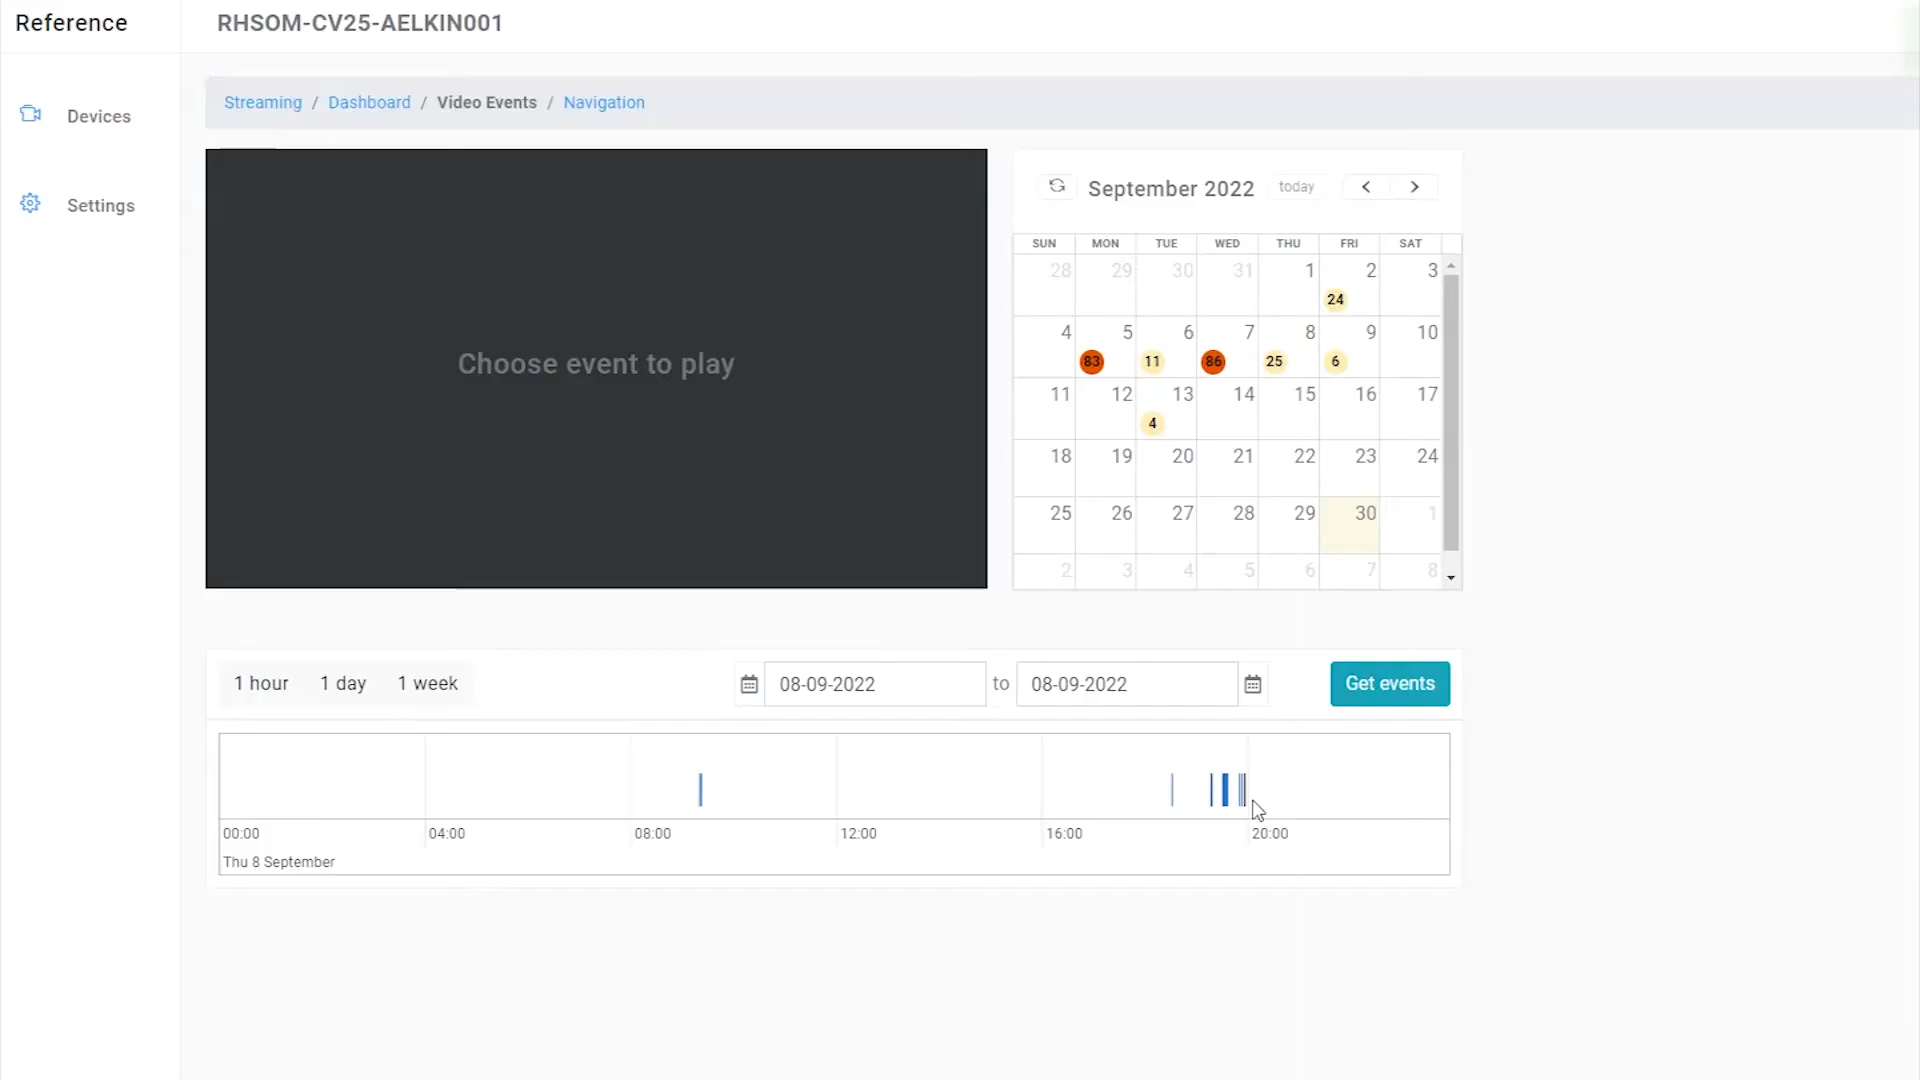 Reference
RHSOM-CV25-AELKIN001
Devices
Settings
Streaming / Dashboard / Video Events / Navigation
Choose event to play
September 2022 today
SUN MON TUE WED THU FRI SAT
28 29 30 31 1 2 3
24
4 5 6 7 8 9 10
83 11 86 25 6
11 12 13 14 15 16 17
4
18 19 20 21 22 23 24
25 26 27 28 29 30 1
2 3 4 5 6 7 8
1 hour 1 day 1 week 08-09-2022 to 08-09-2022 Get events
00:00 04:00 08:00 12:00 16:00 20:00
Thu 8 September